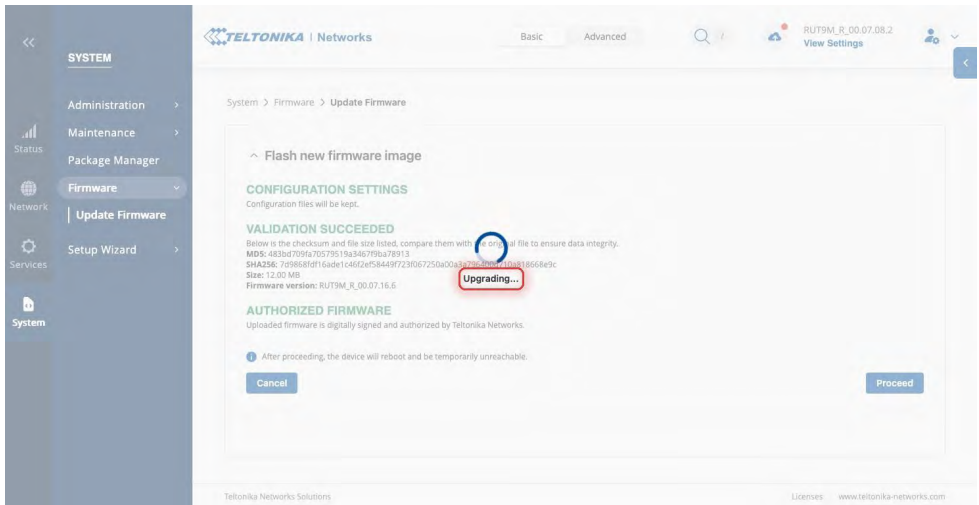 TELTONIKA | Networks
Basic
Advanced
/
RUT9M_R_00.07.08.2
View Settings
SYSTEM
Administration
Maintenance
Package Manager
Firmware
Update Firmware
Setup Wizard
Status
Network
Services
System
System > Firmware > Update Firmware
Flash new firmware image
CONFIGURATION SETTINGS
Configuration files will be kept.
VALIDATION SUCCEEDED
Below is the checksum and file size listed, compare them with the original file to ensure data integrity.
MD5: 483bd709fa70579519a3467f9ba78913
SHA256:
Size: 12.00 MB
Upgrading...
Firmware version: RUT9M_R_00.07.16.6
AUTHORIZED FIRMWARE
Uploaded firmware is digitally signed and authorized by Teltonika Networks.
After proceeding, the device will reboot and be temporarily unreachable.
Cancel
Proceed
Teltonika Networks Solutions
Licenses
www.teltonika-networks.com